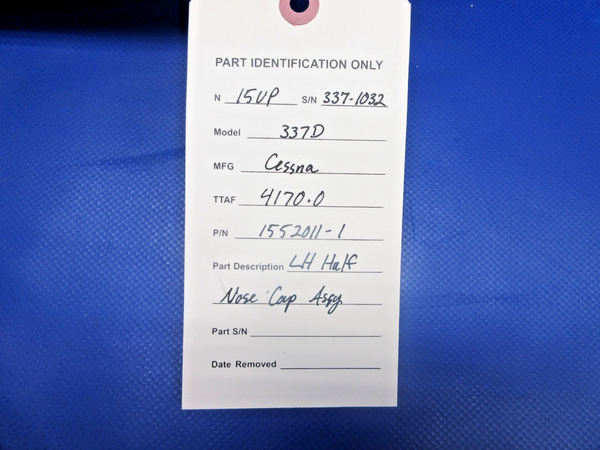 PART IDENTIFICATION ONLY
N 15UP S/N 337-1032
Model 337D
MFG Cessna
TTAF 4170.0
P/N 1552011-1
Part Description LH Half
Nose Cap Assy
Part S/N
Date Removed